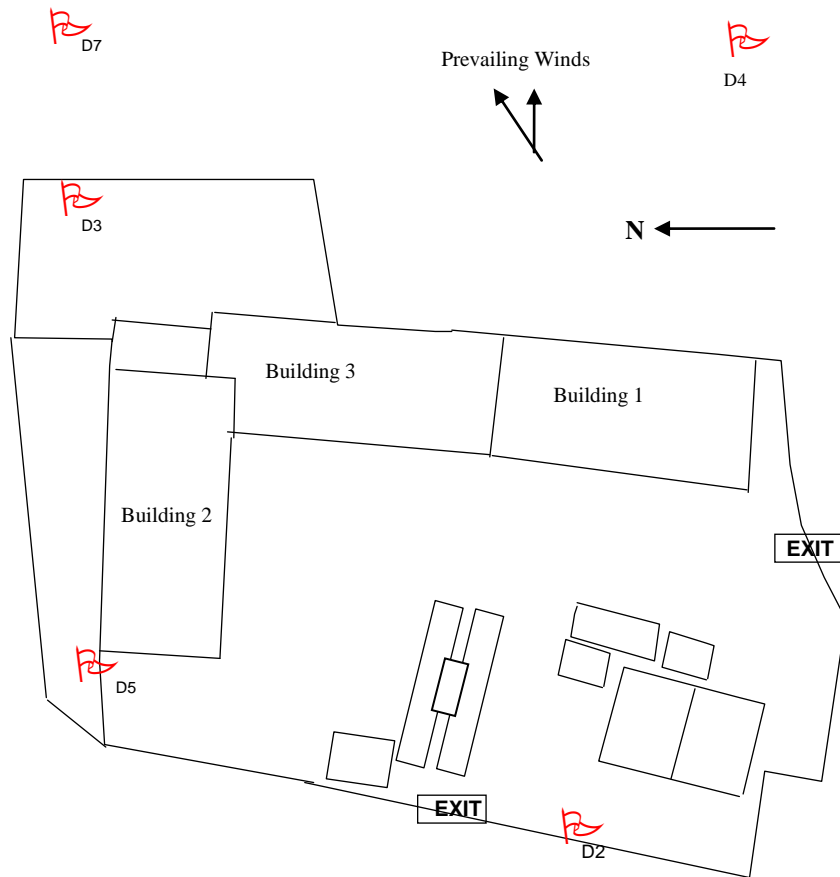 D7
Prevailing Winds
D4
D3
N
Building 3
Building 1
Building 2
EXIT
D5
EXIT
D2